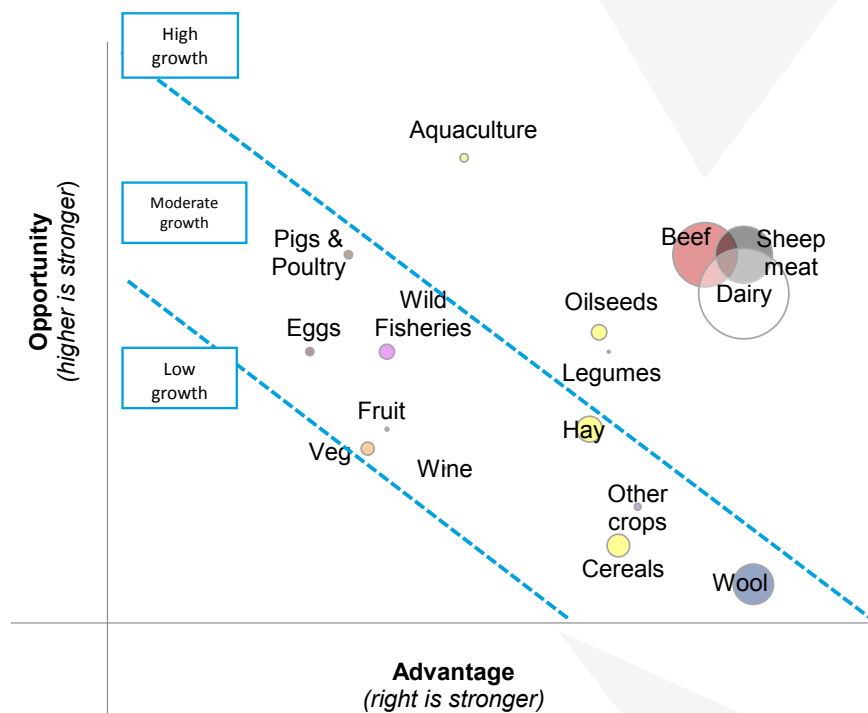 High
growth
Aquaculture
Moderate
growth
Pigs &
Poultry
Beef
Sheep
meat
Dairy
Wild
Fisheries
Oilseeds
Eggs
Opportunity
(higher is stronger)
Low
growth
Legumes
Fruit
Hay
Veg
Wine
Other
crops
Cereals
Wool
Advantage
(right is stronger)